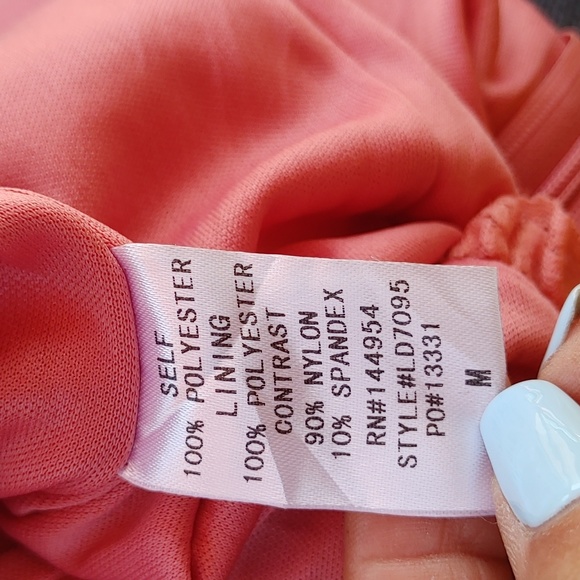 SELF
100% POLYESTER
LINING
100% POLYESTER
CONTRAST
90% NYLON
10% SPANDEX
RN#144954
STYLE#LD7095
PO#13331
M